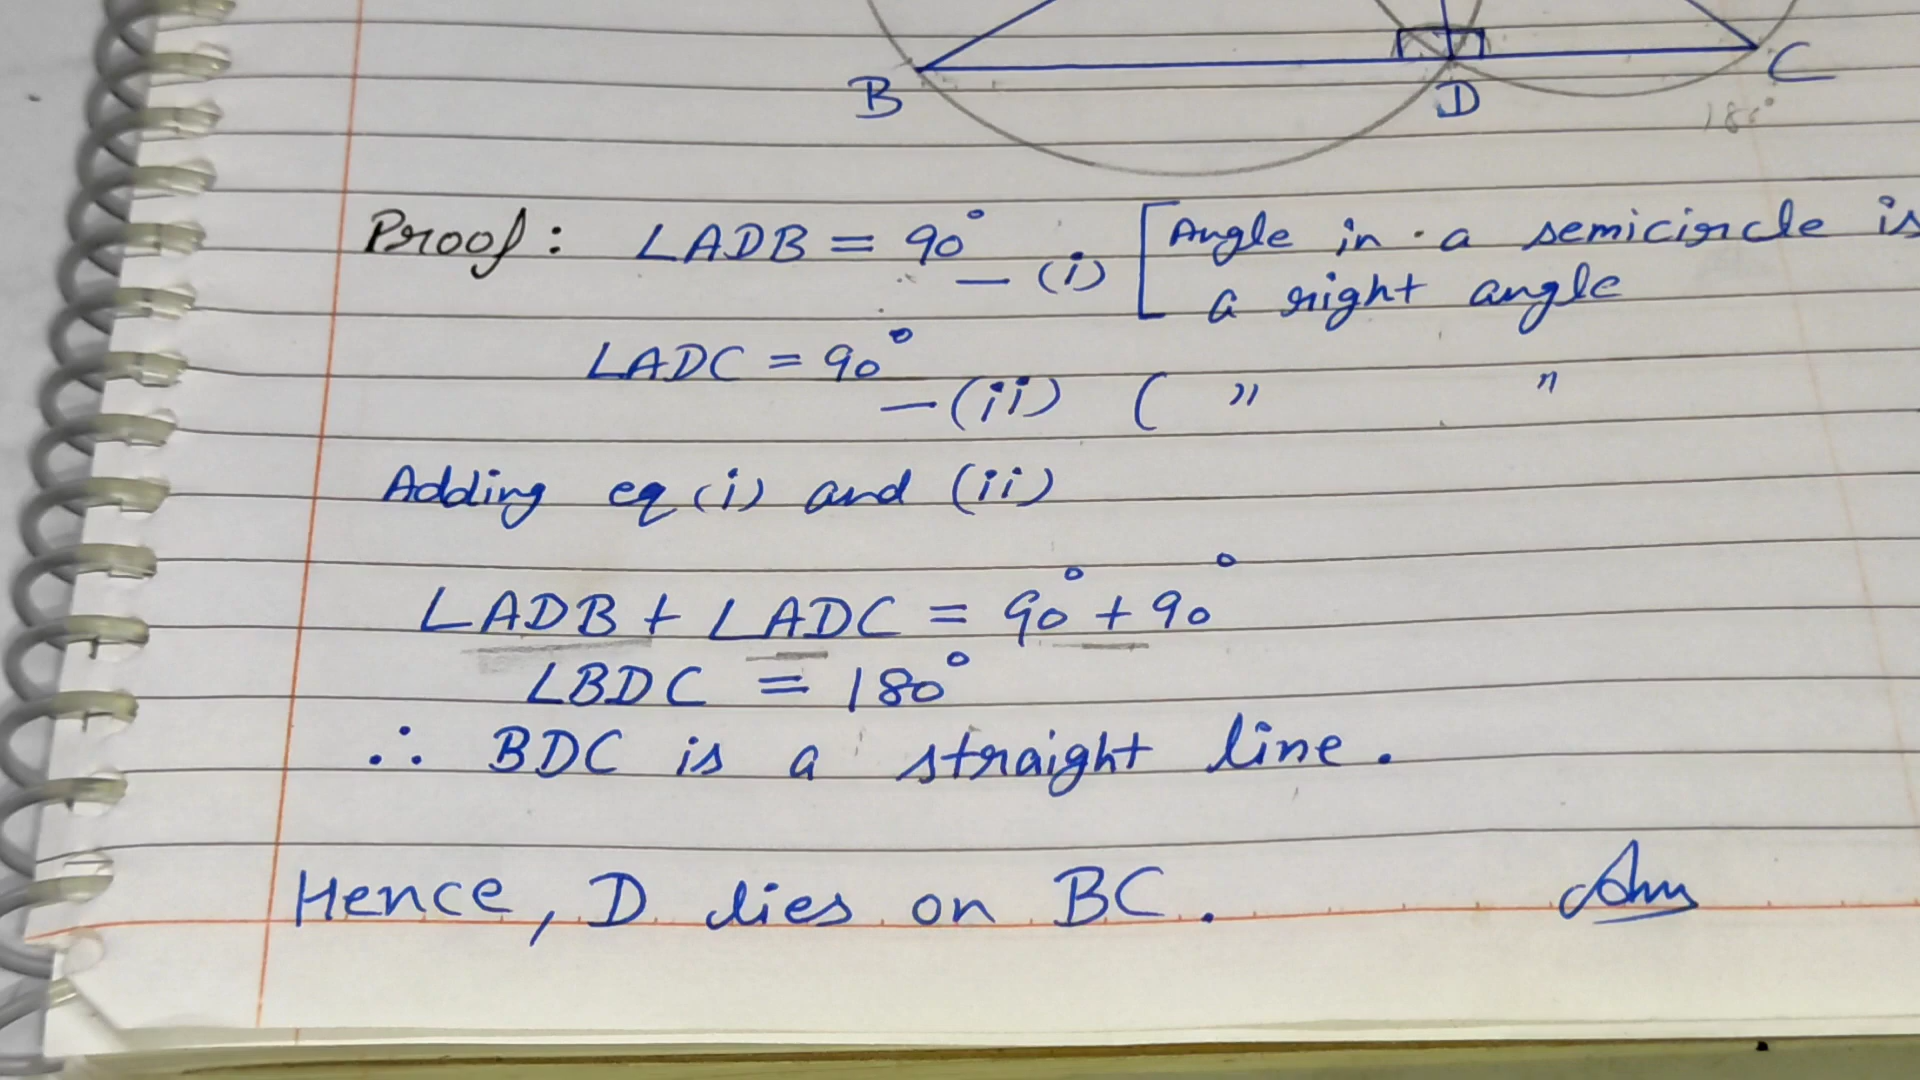 B
D
C
180°
Proof: ∠ADB = 90° — (i) [Angle in a semicircle is
a right angle
∠ADC = 90° — (ii) ( " "
Adding eq (i) and (ii)
∠ADB + ∠ADC = 90° + 90°
∠BDC = 180°
∴ BDC is a straight line.
Hence, D lies on BC. Ans